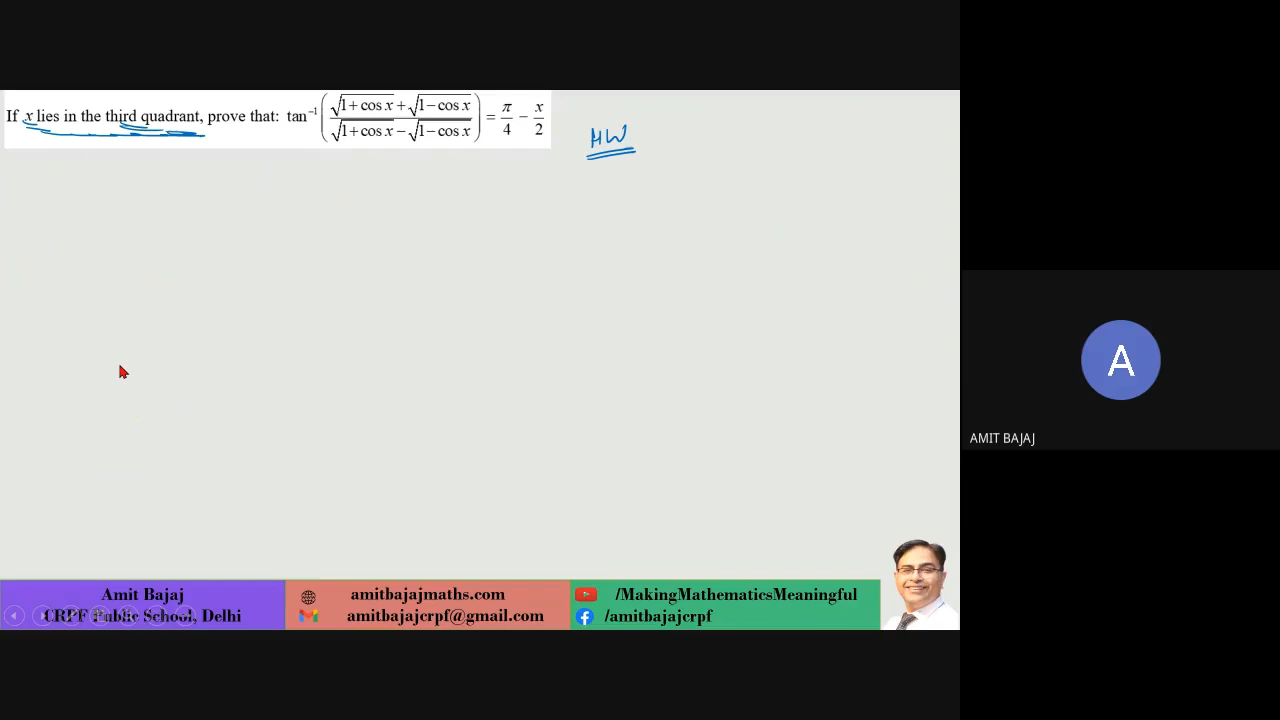 If x lies in the third quadrant, prove that: tan⁻¹((√(1+cos x) + √(1−cos x))/(√(1+cos x) − √(1−cos x))) = π/4 − x/2
HW
A
AMIT BAJAJ
Amit Bajaj
CRPF Public School, Delhi
amitbajajmaths.com
amitbajajcrpf@gmail.com
/MakingMathematicsMeaningful
/amitbajajcrpf